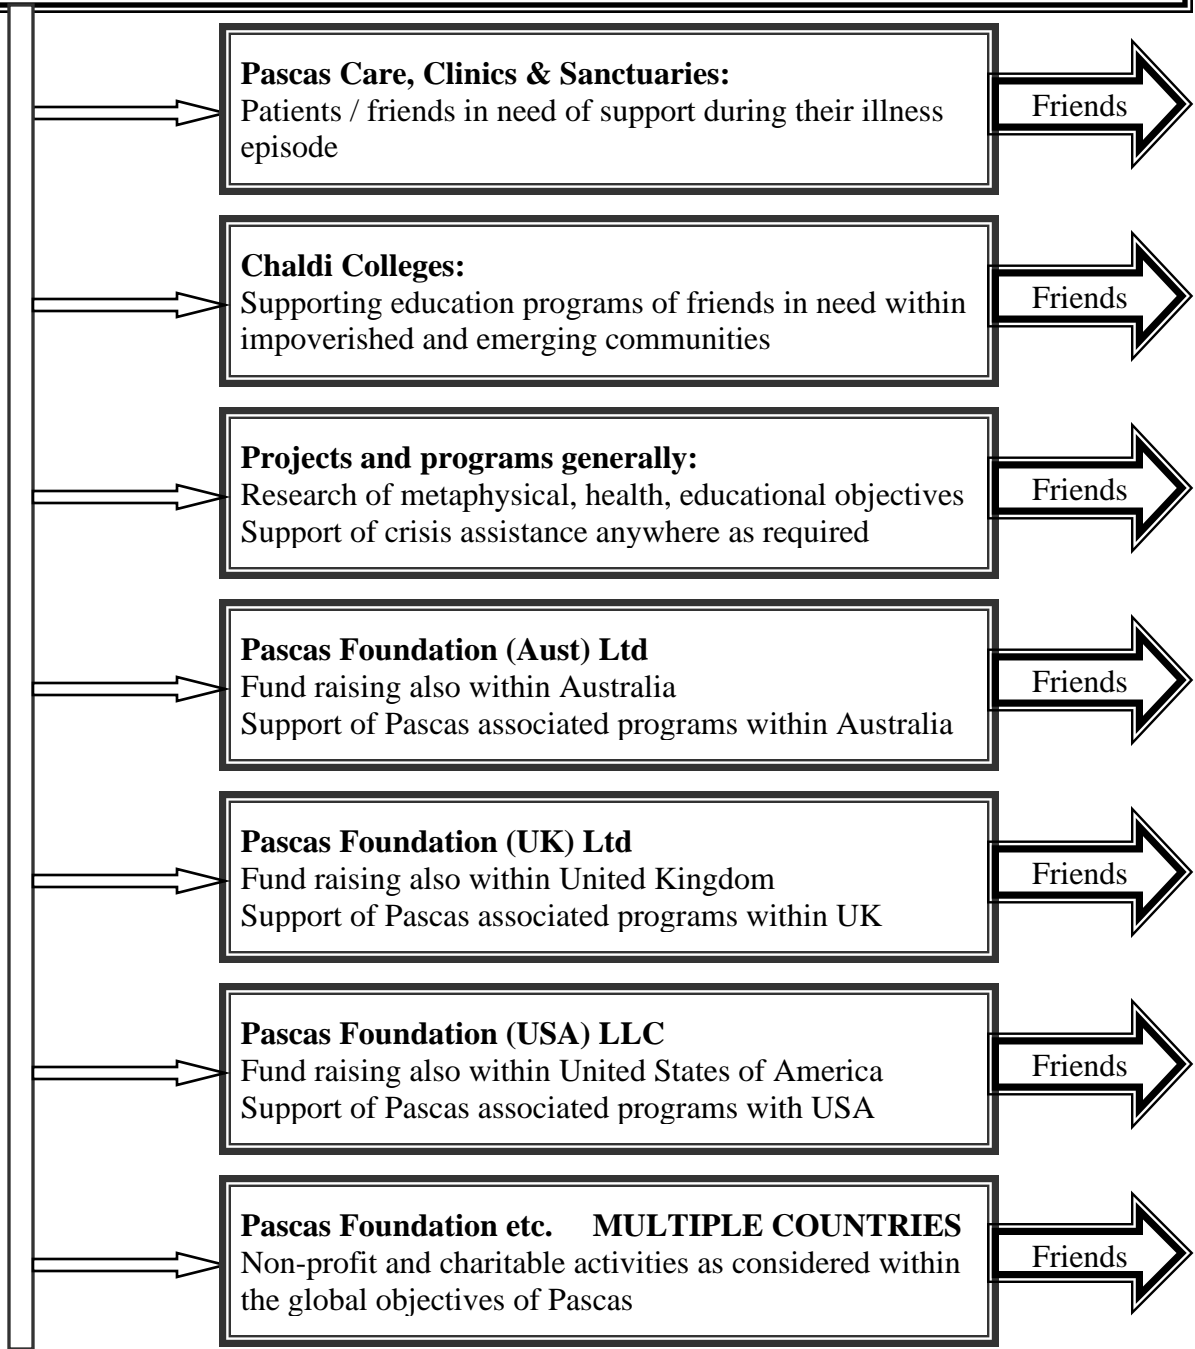 Pascas Care, Clinics & Sanctuaries:
Patients / friends in need of support during their illness
episode
Friends
Chaldi Colleges:
Supporting education programs of friends in need within
impoverished and emerging communities
Friends
Projects and programs generally:
Research of metaphysical, health, educational objectives
Support of crisis assistance anywhere as required
Friends
Pascas Foundation (Aust) Ltd
Fund raising also within Australia
Support of Pascas associated programs within Australia
Friends
Pascas Foundation (UK) Ltd
Fund raising also within United Kingdom
Support of Pascas associated programs within UK
Friends
Pascas Foundation (USA) LLC
Fund raising also within United States of America
Support of Pascas associated programs with USA
Friends
Pascas Foundation etc. MULTIPLE COUNTRIES
Non-profit and charitable activities as considered within
the global objectives of Pascas
Friends